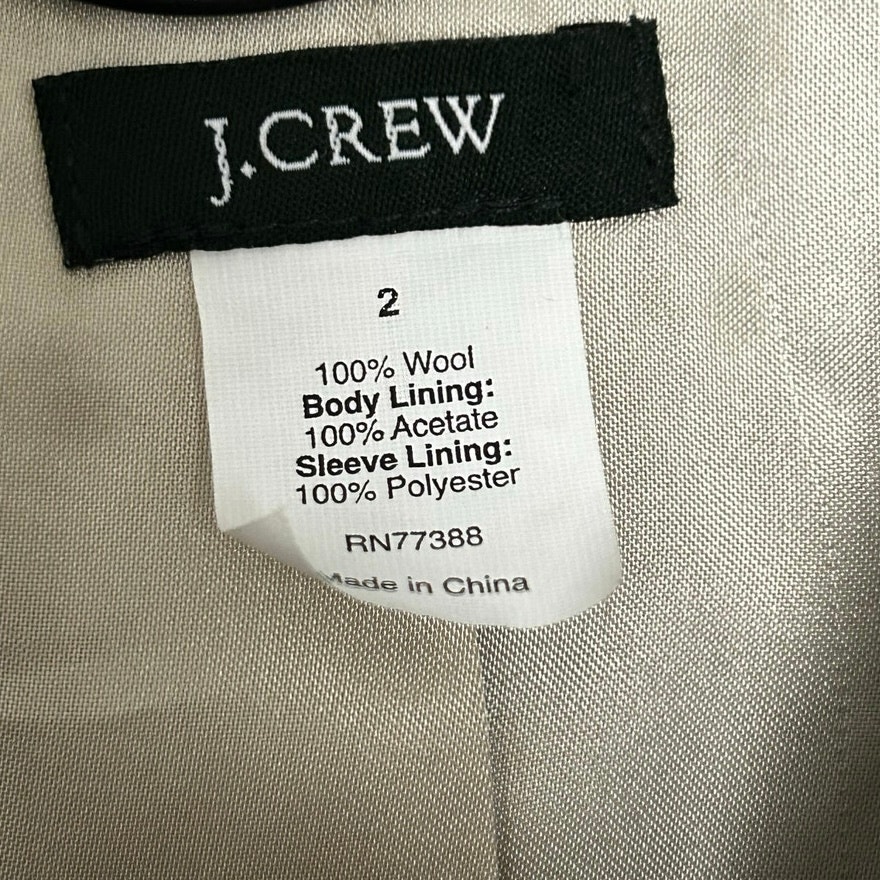 J.CREW
2
100% Wool
Body Lining:
100% Acetate
Sleeve Lining:
100% Polyester
RN77388
Made in China